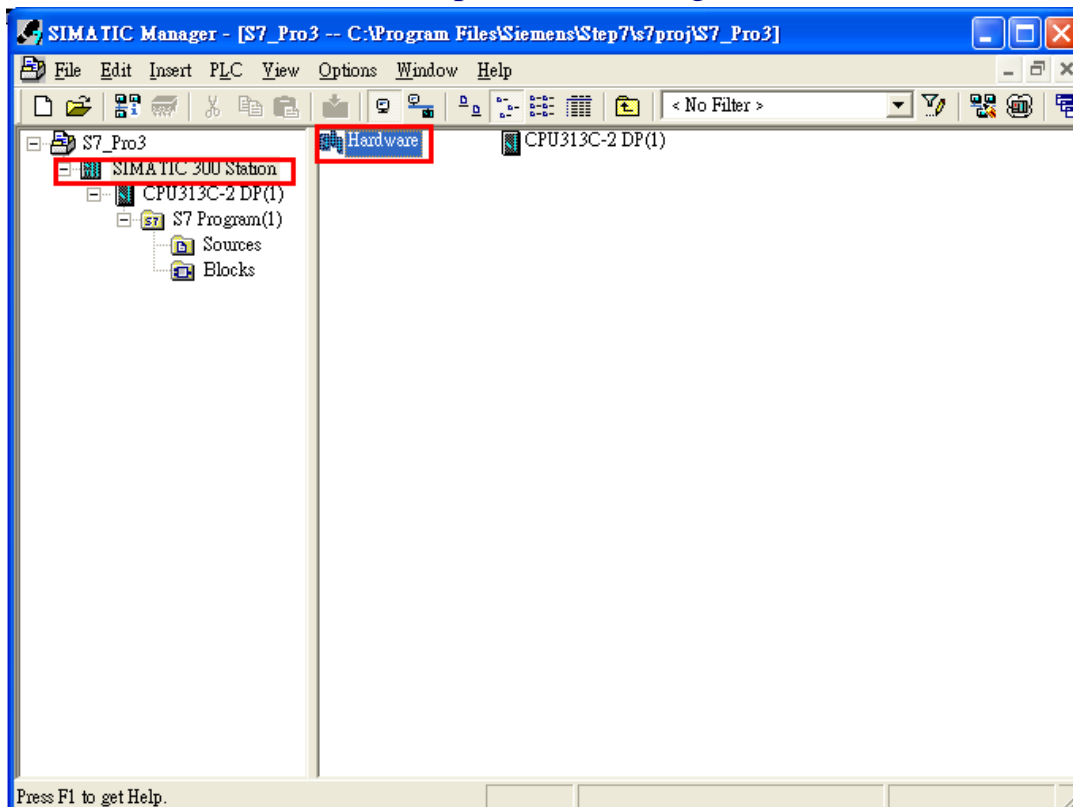 SIMATIC Manager - [S7_Pro3 -- C:\Program Files\Siemens\Step7\s7proj\S7_Pro3]
File Edit Insert PLC View Options Window Help
< No Filter >
S7_Pro3
SIMATIC 300 Station
CPU313C-2 DP(1)
S7 Program(1)
Sources
Blocks
Hardware
CPU313C-2 DP(1)
Press F1 to get Help.